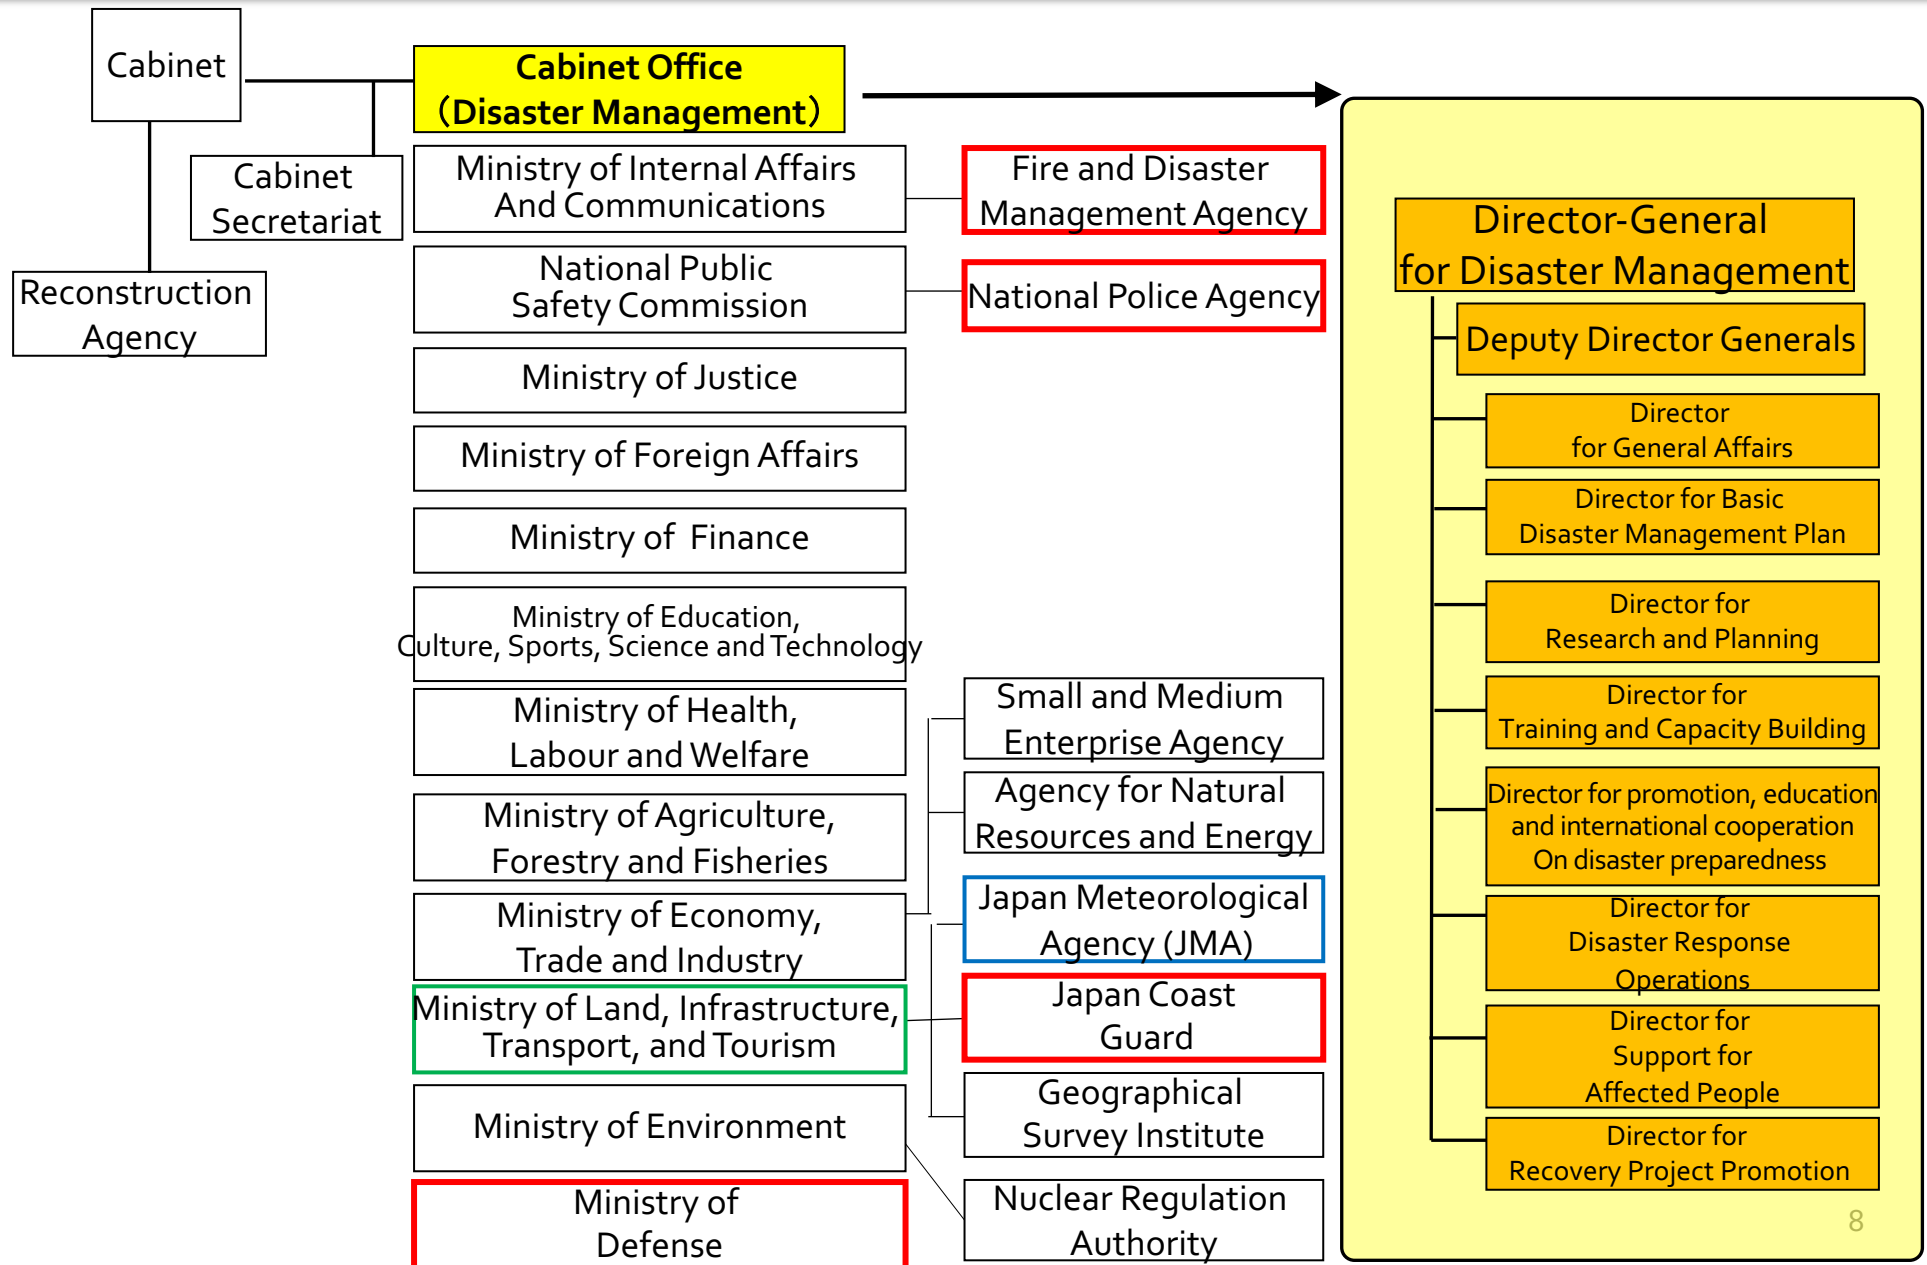 Cabinet
Cabinet Office
（Disaster Management）
Cabinet
Secretariat
Reconstruction
Agency
Ministry of Internal Affairs
And Communications
National Public
Safety Commission
Ministry of Justice
Ministry of Foreign Affairs
Ministry of Finance
Ministry of Education,
Culture, Sports, Science and Technology
Ministry of Health,
Labour and Welfare
Ministry of Agriculture,
Forestry and Fisheries
Ministry of Economy,
Trade and Industry
Ministry of Land, Infrastructure,
Transport, and Tourism
Ministry of Environment
Ministry of
Defense
Fire and Disaster
Management Agency
National Police Agency
Small and Medium
Enterprise Agency
Agency for Natural
Resources and Energy
Japan Meteorological
Agency (JMA)
Japan Coast
Guard
Geographical
Survey Institute
Nuclear Regulation
Authority
Director-General
for Disaster Management
Deputy Director Generals
Director
for General Affairs
Director for Basic
Disaster Management Plan
Director for
Research and Planning
Director for
Training and Capacity Building
Director for promotion, education
and international cooperation
On disaster preparedness
Director for
Disaster Response
Operations
Director for
Support for
Affected People
Director for
Recovery Project Promotion
8